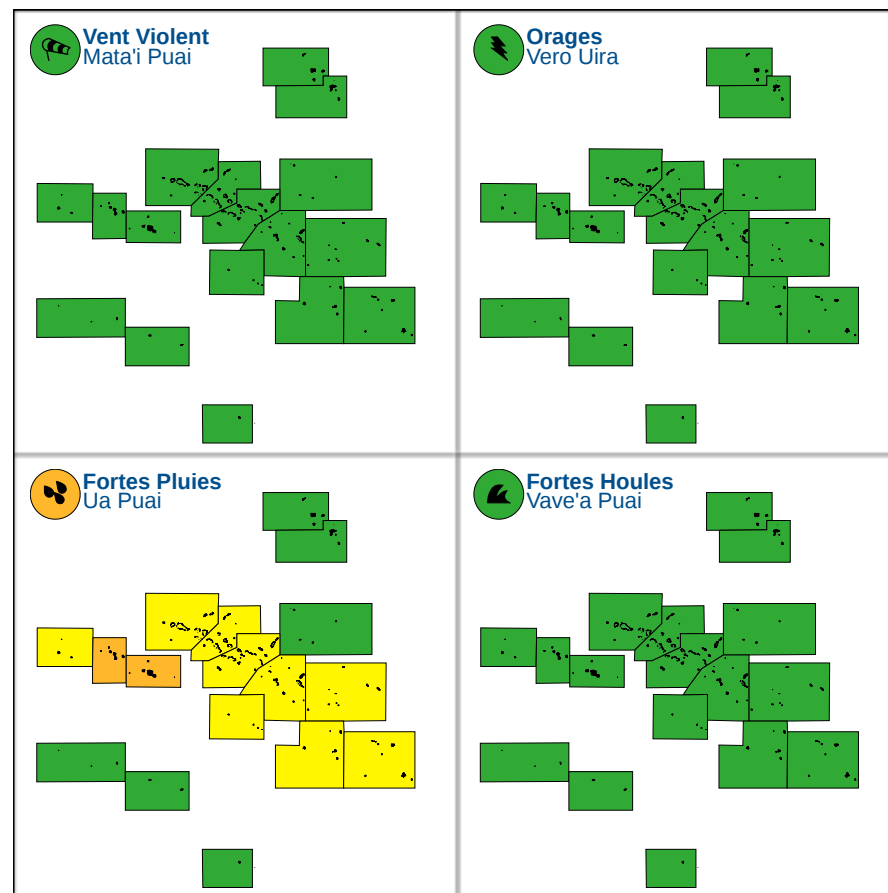 Vent Violent
Mata'i Puai
Orages
Vero Uira
Fortes Pluies
Ua Puai
Fortes Houles
Vave'a Puai